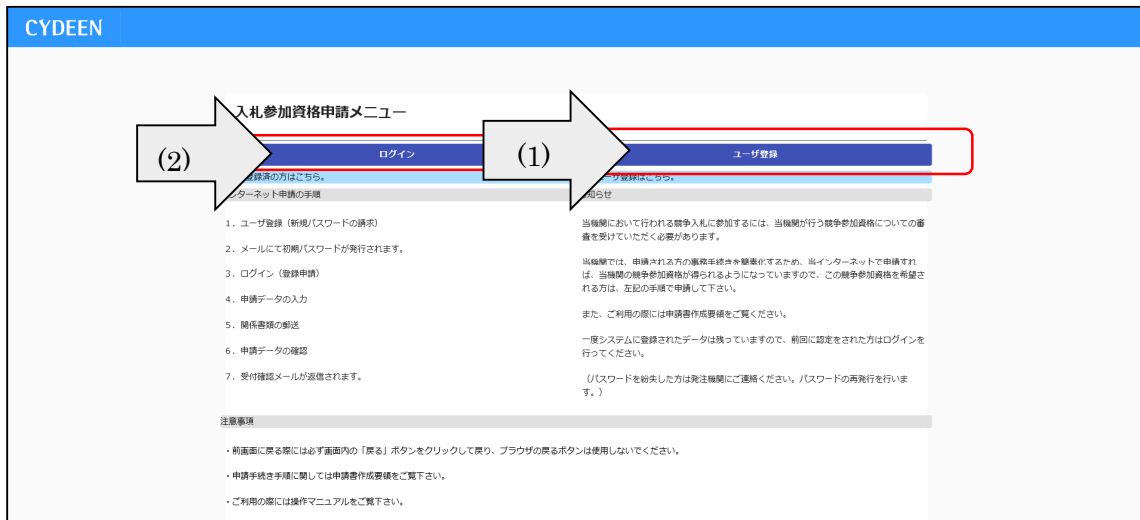 CYDEEN
入札参加資格申請メニュー
(2)
ログイン
(1)
ユーザ登録
登録済の方はこちら。
ーザ登録はこちら。
ンターネット申請の手順
知らせ
1．ユーザ登録（新規パスワードの請求）
2．メールにて初期パスワードが発行されます。
3．ログイン（登録申請）
4．申請データの入力
5．関係書類の郵送
6．申請データの確認
7．受付確認メールが返信されます。
当機関において行われる競争入札に参加するには、当機関が行う競争参加資格についての審
査を受けていただく必要があります。
当機関では、申請される方の事務手続きを簡素化するため、当インターネットで申請すれ
ば、当機関の競争参加資格が得られるようになっていますので、この競争参加資格を希望さ
れる方は、左記の手順で申請して下さい。
また、ご利用の際には申請書作成要領をご覧ください。
一度システムに登録されたデータは残っていますので、前回に認定をされた方はログインを
行ってください。
（パスワードを紛失した方は発注機関にご連絡ください。パスワードの再発行を行いま
す。）
注意事項
・前画面に戻る際には必ず画面内の「戻る」ボタンをクリックして戻り、ブラウザの戻るボタンは使用しないでください。
・申請手続き手順に関しては申請書作成要領をご覧下さい。
・ご利用の際には操作マニュアルをご覧下さい。